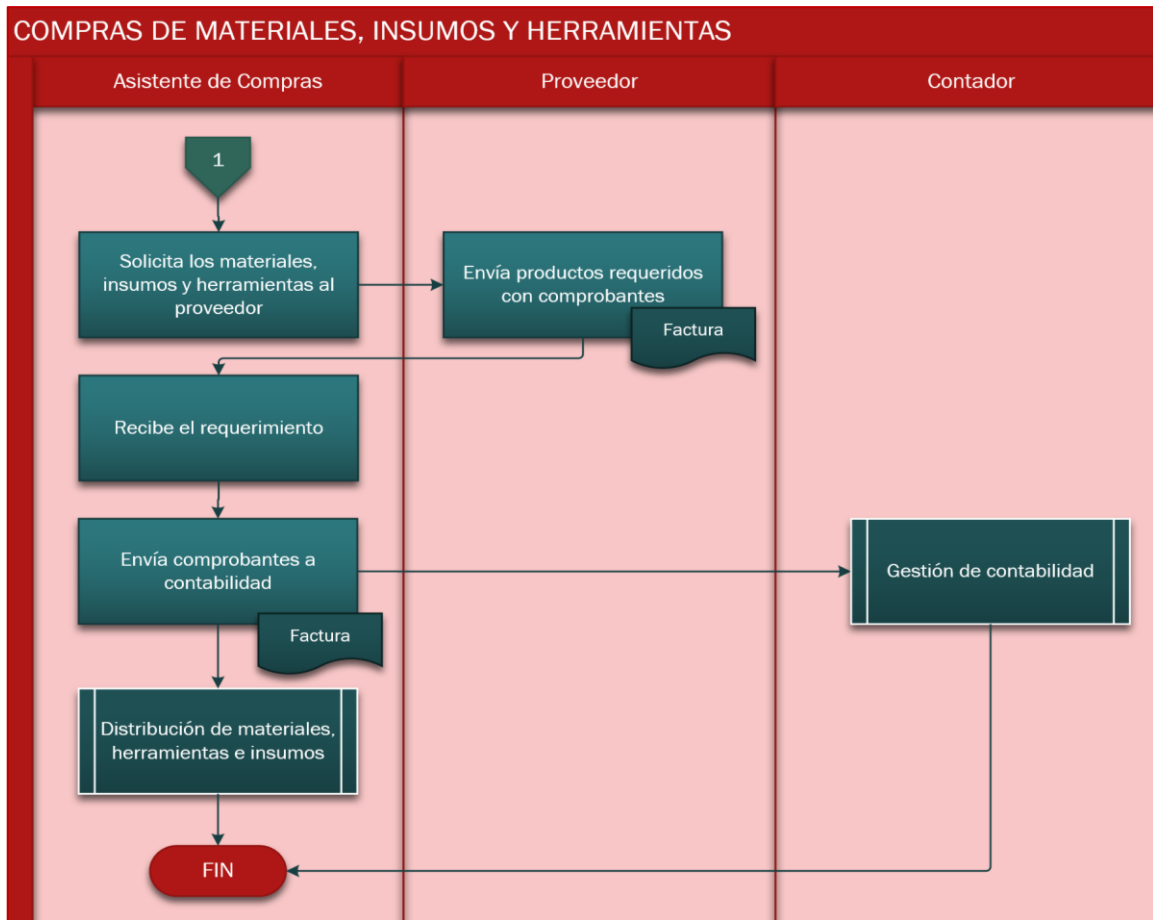 COMPRAS DE MATERIALES, INSUMOS Y HERRAMIENTAS
Asistente de Compras
Proveedor
Contador
1
Solicita los materiales,
insumos y herramientas al
proveedor
Envía productos requeridos
con comprobantes
Factura
Recibe el requerimiento
Envía comprobantes a
contabilidad
Factura
Gestión de contabilidad
Distribución de materiales,
herramientas e insumos
FIN